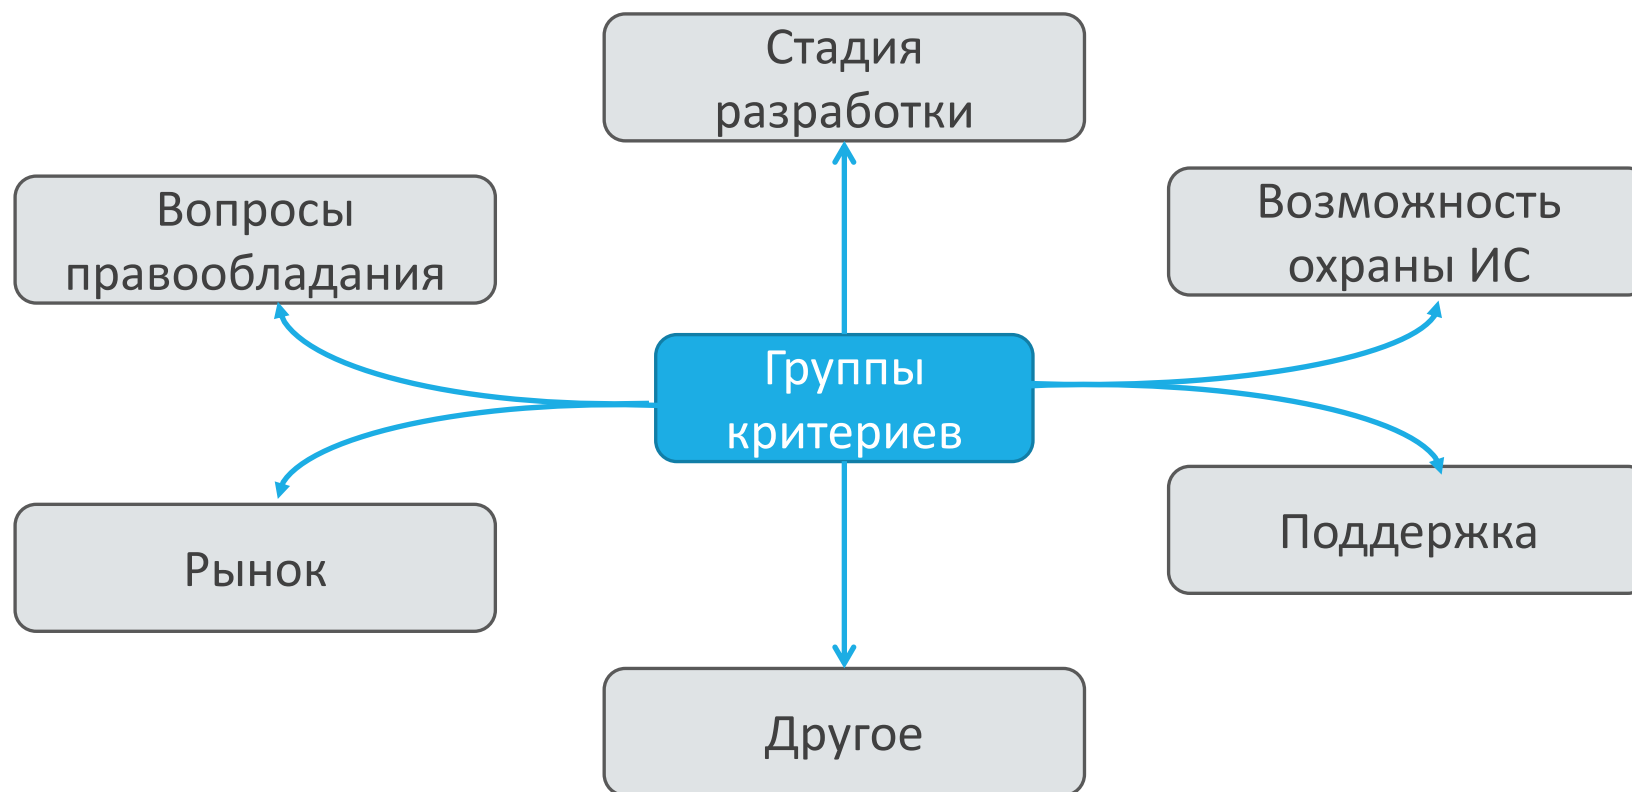 Стадия
разработки
Вопросы
правообладания
Возможность
охраны ИС
Группы
критериев
Рынок
Поддержка
Другое